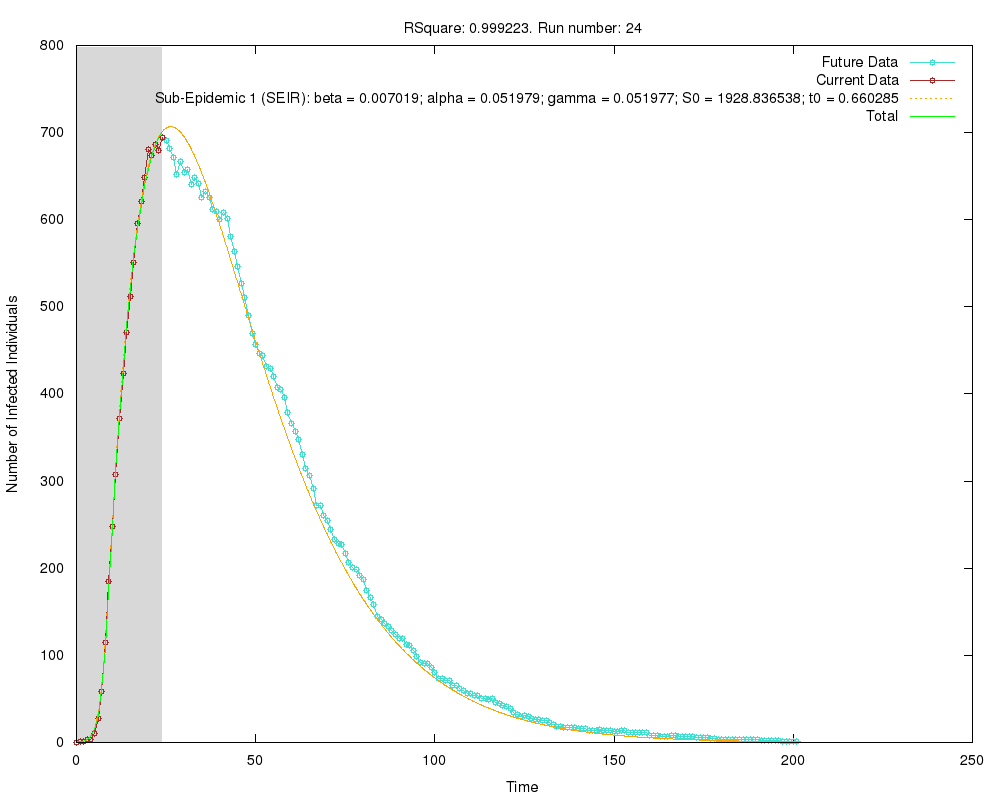 RSquare: 0.999223. Run number: 24
800
700
600
500
400
300
200
100
0
Number of Infected Individuals
Future Data
Current Data
Sub-Epidemic 1 (SEIR): beta = 0.007019; alpha = 0.051979; gamma = 0.051977; S0 = 1928.836538; t0 = 0.660285
Total
0 50 100 150 200 250
Time